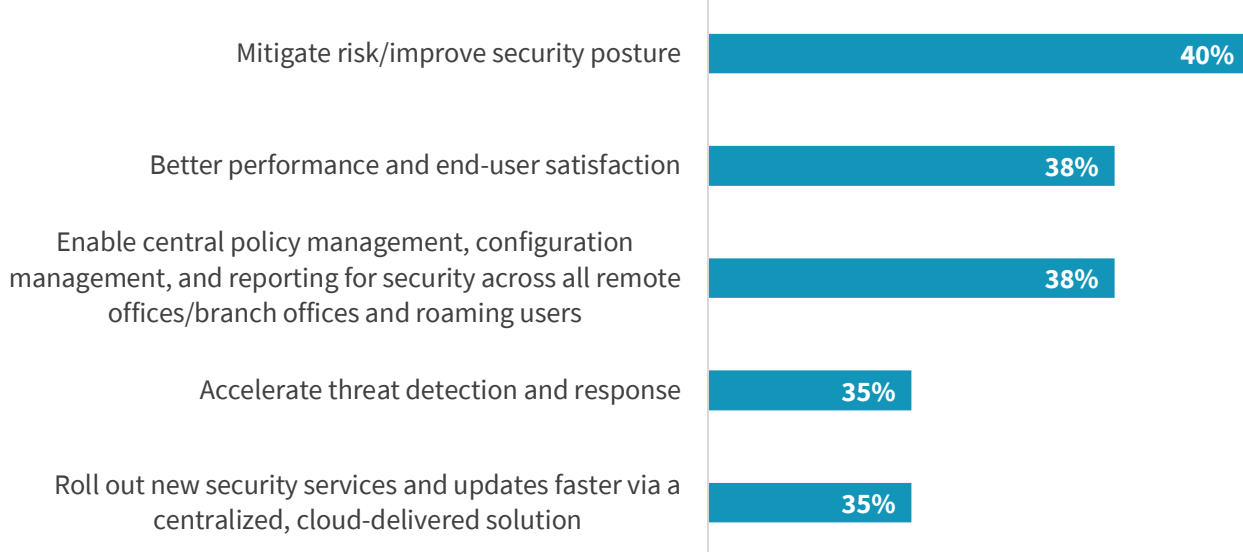 Mitigate risk/improve security posture
40%
Better performance and end-user satisfaction
38%
Enable central policy management, configuration
management, and reporting for security across all remote
offices/branch offices and roaming users
38%
Accelerate threat detection and response
35%
Roll out new security services and updates faster via a
centralized, cloud-delivered solution
35%